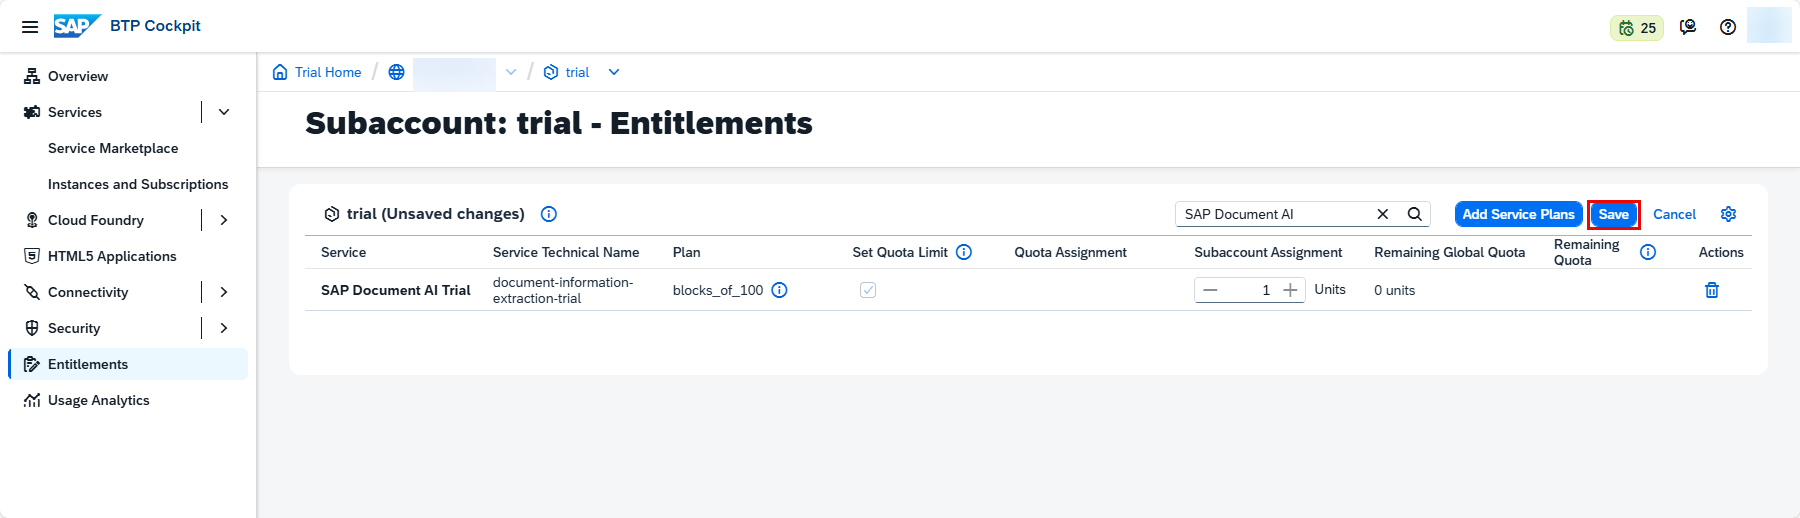 SAP BTP Cockpit
25
Overview
Services
Service Marketplace
Instances and Subscriptions
Cloud Foundry
HTML5 Applications
Connectivity
Security
Entitlements
Usage Analytics
Trial Home / / trial
Subaccount: trial - Entitlements
trial (Unsaved changes)
SAP Document AI
Add Service Plans
Save
Cancel
Service
Service Technical Name
Plan
Set Quota Limit
Quota Assignment
Subaccount Assignment
Remaining Global Quota
Remaining
Quota
Actions
SAP Document AI Trial
document-information-
extraction-trial
blocks_of_100
1
Units
0 units